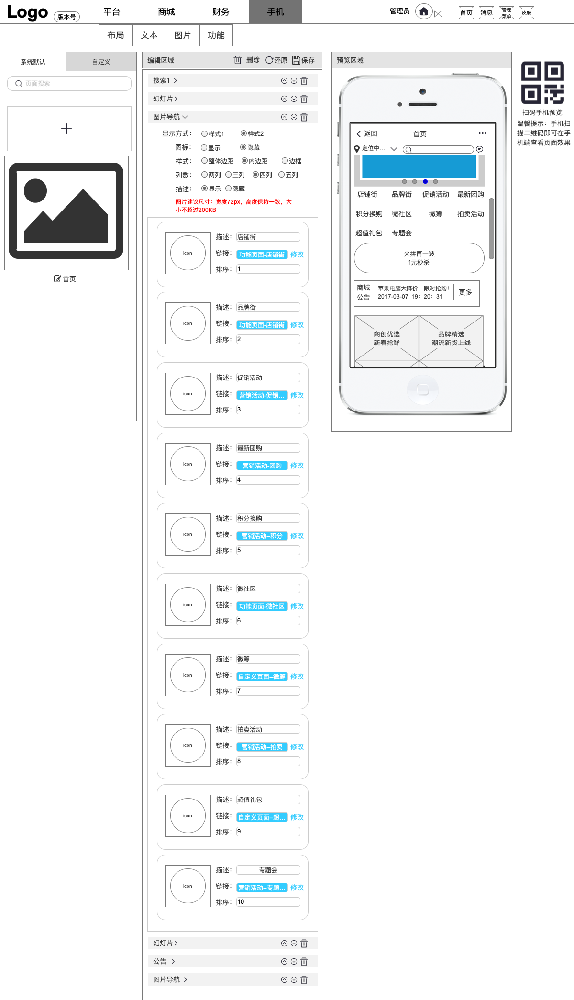 Logo 版本号 平台 商城 财务 手机 管理员 首页 消息 管理菜单 皮肤
布局 文本 图片 功能
系统默认 自定义
页面搜索
首页
编辑区域 删除 还原 保存
搜索1
幻灯片
图片导航
显示方式： 样式1 样式2
图标： 显示 隐藏
样式： 整体边距 内边距 边框
列数： 两列 三列 四列 五列
描述： 显示 隐藏
图片建议尺寸：宽度72px，高度保持一致，大
小不超过200KB
icon
描述： 店铺街
链接： 功能页面-店铺街 修改
排序： 1
icon
描述： 品牌街
链接： 功能页面-店铺街 修改
排序： 2
icon
描述： 促销活动
链接： 营销活动-促销... 修改
排序： 3
icon
描述： 最新团购
链接： 营销活动-团购 修改
排序： 4
icon
描述： 积分换购
链接： 营销活动–积分 修改
排序： 5
icon
描述： 微社区
链接： 功能页面-微社区 修改
排序： 6
icon
描述： 微筹
链接： 自定义页面–微筹 修改
排序： 7
icon
描述： 拍卖活动
链接： 营销活动–拍卖 修改
排序： 8
icon
描述： 超值礼包
链接： 自定义页面–超... 修改
排序： 9
icon
描述： 专题会
链接： 营销活动–专题... 修改
排序： 10
幻灯片
公告
图片导航
预览区域
返回 首页
定位中...
店铺街 品牌街 促销活动 最新团购
积分换购 微社区 微筹 拍卖活动
超值礼包 专题会
火拼再一波
1元秒杀
商城
公告
苹果电脑大降价，限时抢购！
2017-03-07 19：20：31
更多
商创优选
新春抢鲜
品牌精选
潮流新货上线
扫码手机预览
温馨提示：手机扫
描二维码即可在手
机端查看页面效果